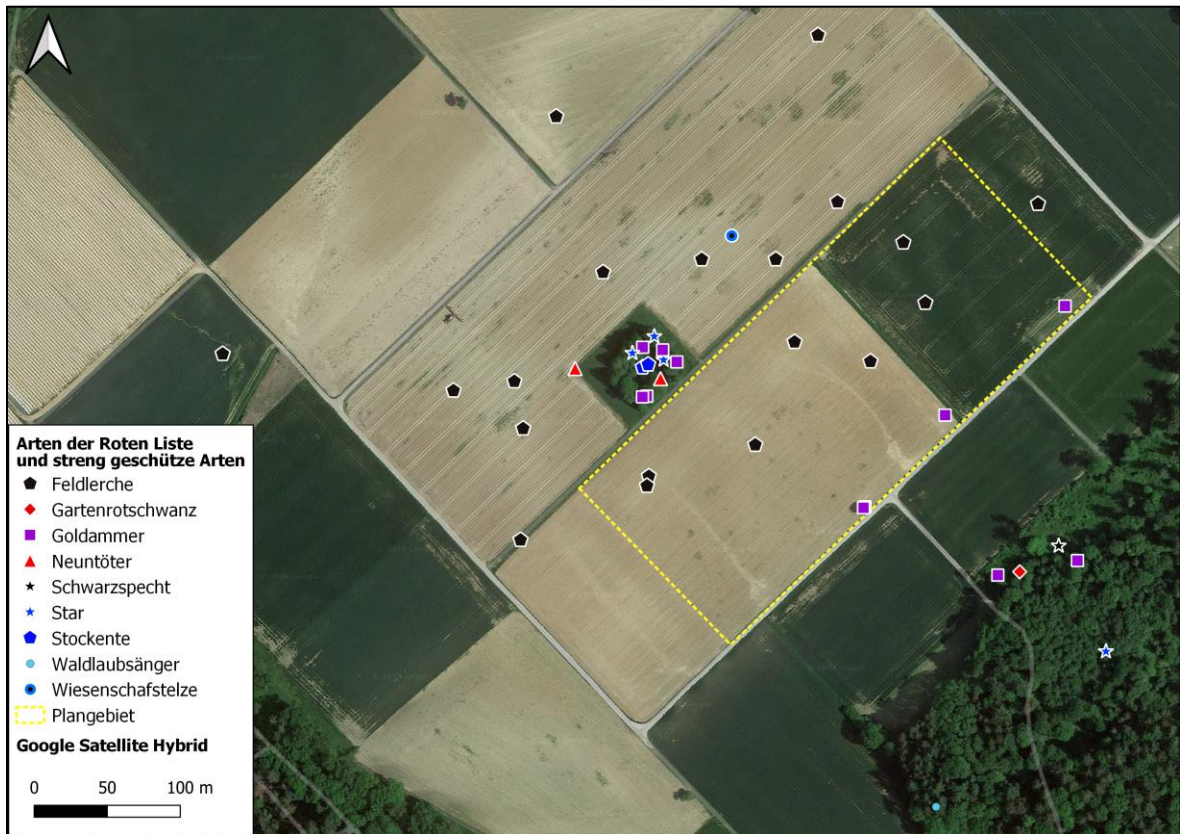 Arten der Roten Liste
und streng geschütze Arten
Feldlerche
Gartenrotschwanz
Goldammer
Neuntöter
Schwarzspecht
Star
Stockente
Waldlaubsänger
Wiesenschafstelze
Plangebiet
Google Satellite Hybrid
0 50 100 m